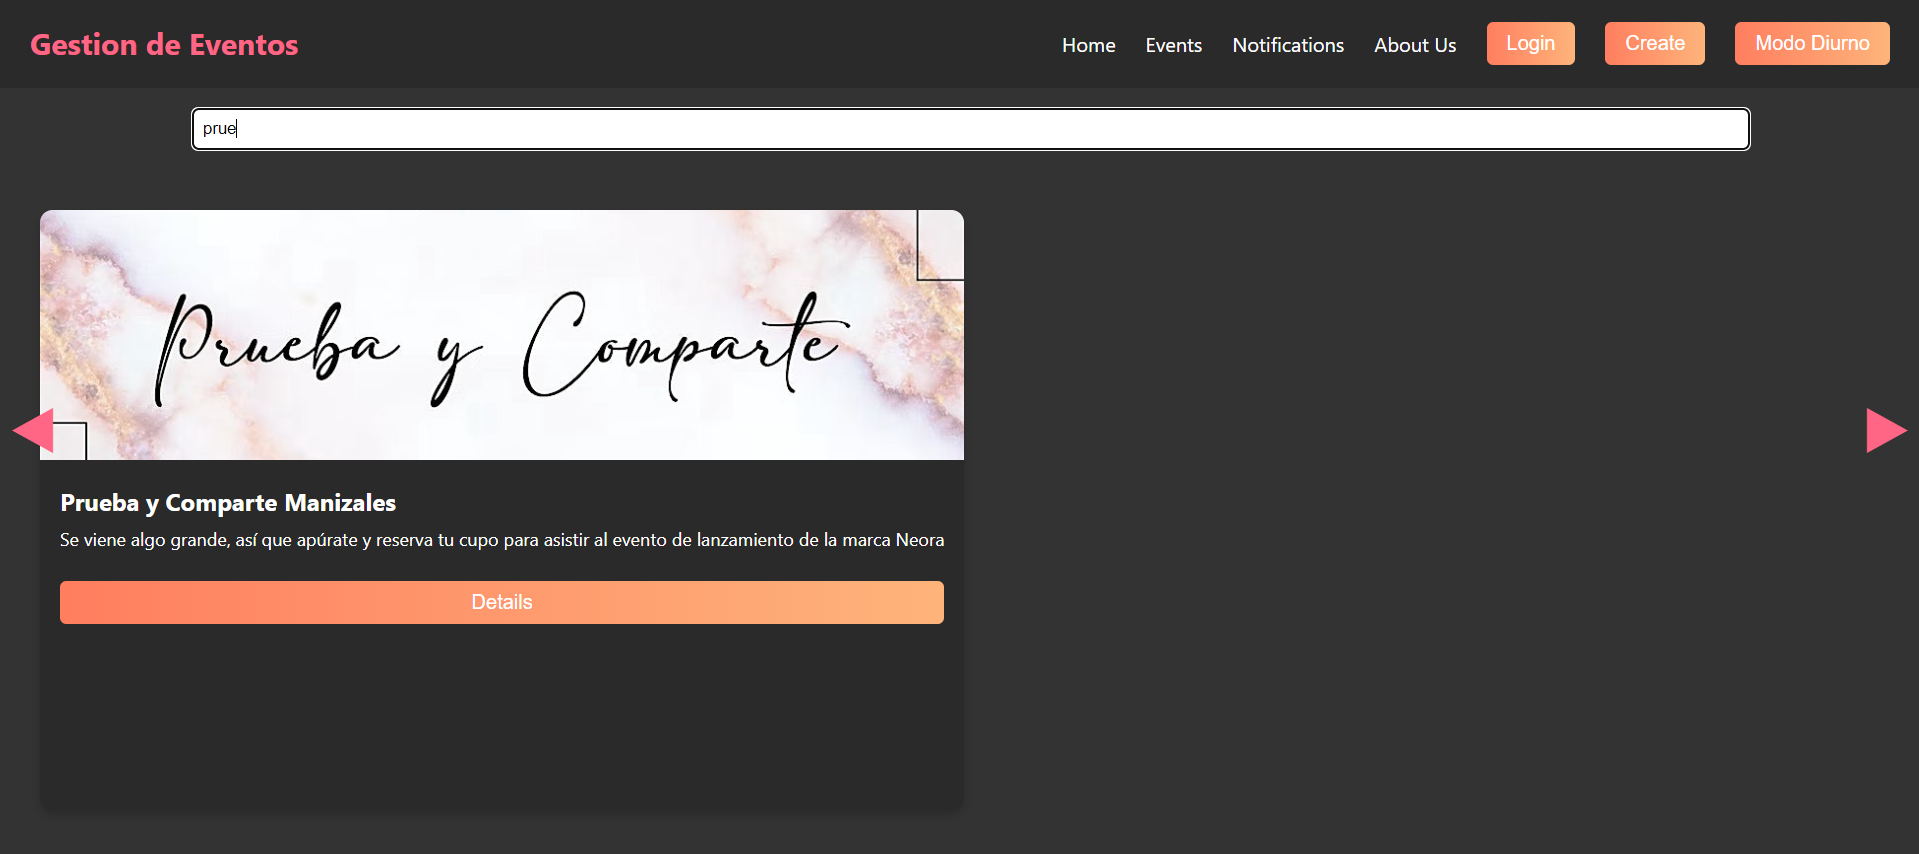 Gestion de Eventos
Home Events Notifications About Us Login Create Modo Diurno
prue
Prueba y Comparte
Prueba y Comparte Manizales
Se viene algo grande, así que apúrate y reserva tu cupo para asistir al evento de lanzamiento de la marca Neora
Details